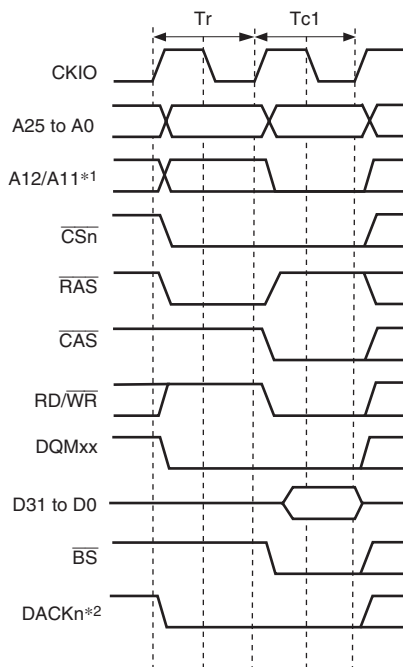 Tr Tc1
CKIO
A25 to A0
A12/A11*1
CSn
RAS
CAS
RD/WR
DQMxx
D31 to D0
BS
DACKn*2